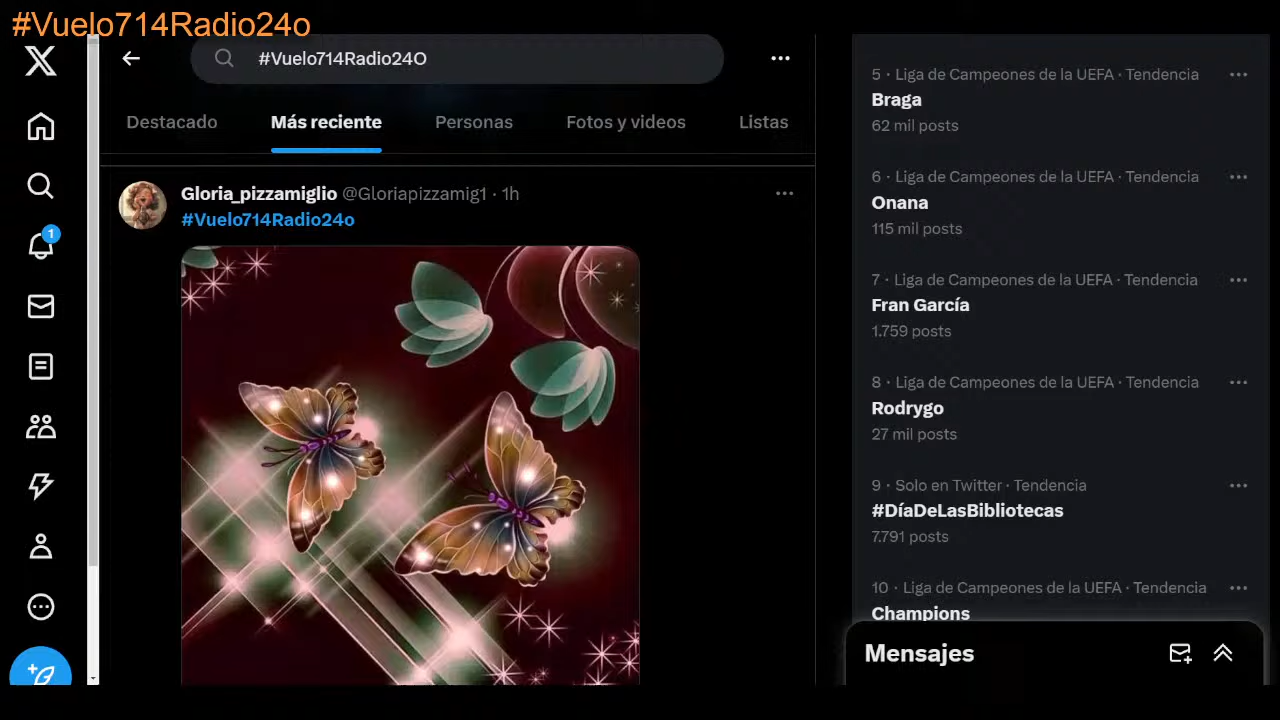 #Vuelo714Radio24o
#Vuelo714Radio24O
Destacado
Más reciente
Personas
Fotos y videos
Listas
Gloria_pizzamiglio @Gloriapizzamig1 · 1h
#Vuelo714Radio24o
1
5 · Liga de Campeones de la UEFA · Tendencia
Braga
62 mil posts
6 · Liga de Campeones de la UEFA · Tendencia
Onana
115 mil posts
7 · Liga de Campeones de la UEFA · Tendencia
Fran García
1.759 posts
8 · Liga de Campeones de la UEFA · Tendencia
Rodrygo
27 mil posts
9 · Solo en Twitter · Tendencia
#DíaDeLasBibliotecas
7.791 posts
10 · Liga de Campeones de la UEFA · Tendencia
Champions
Mensajes